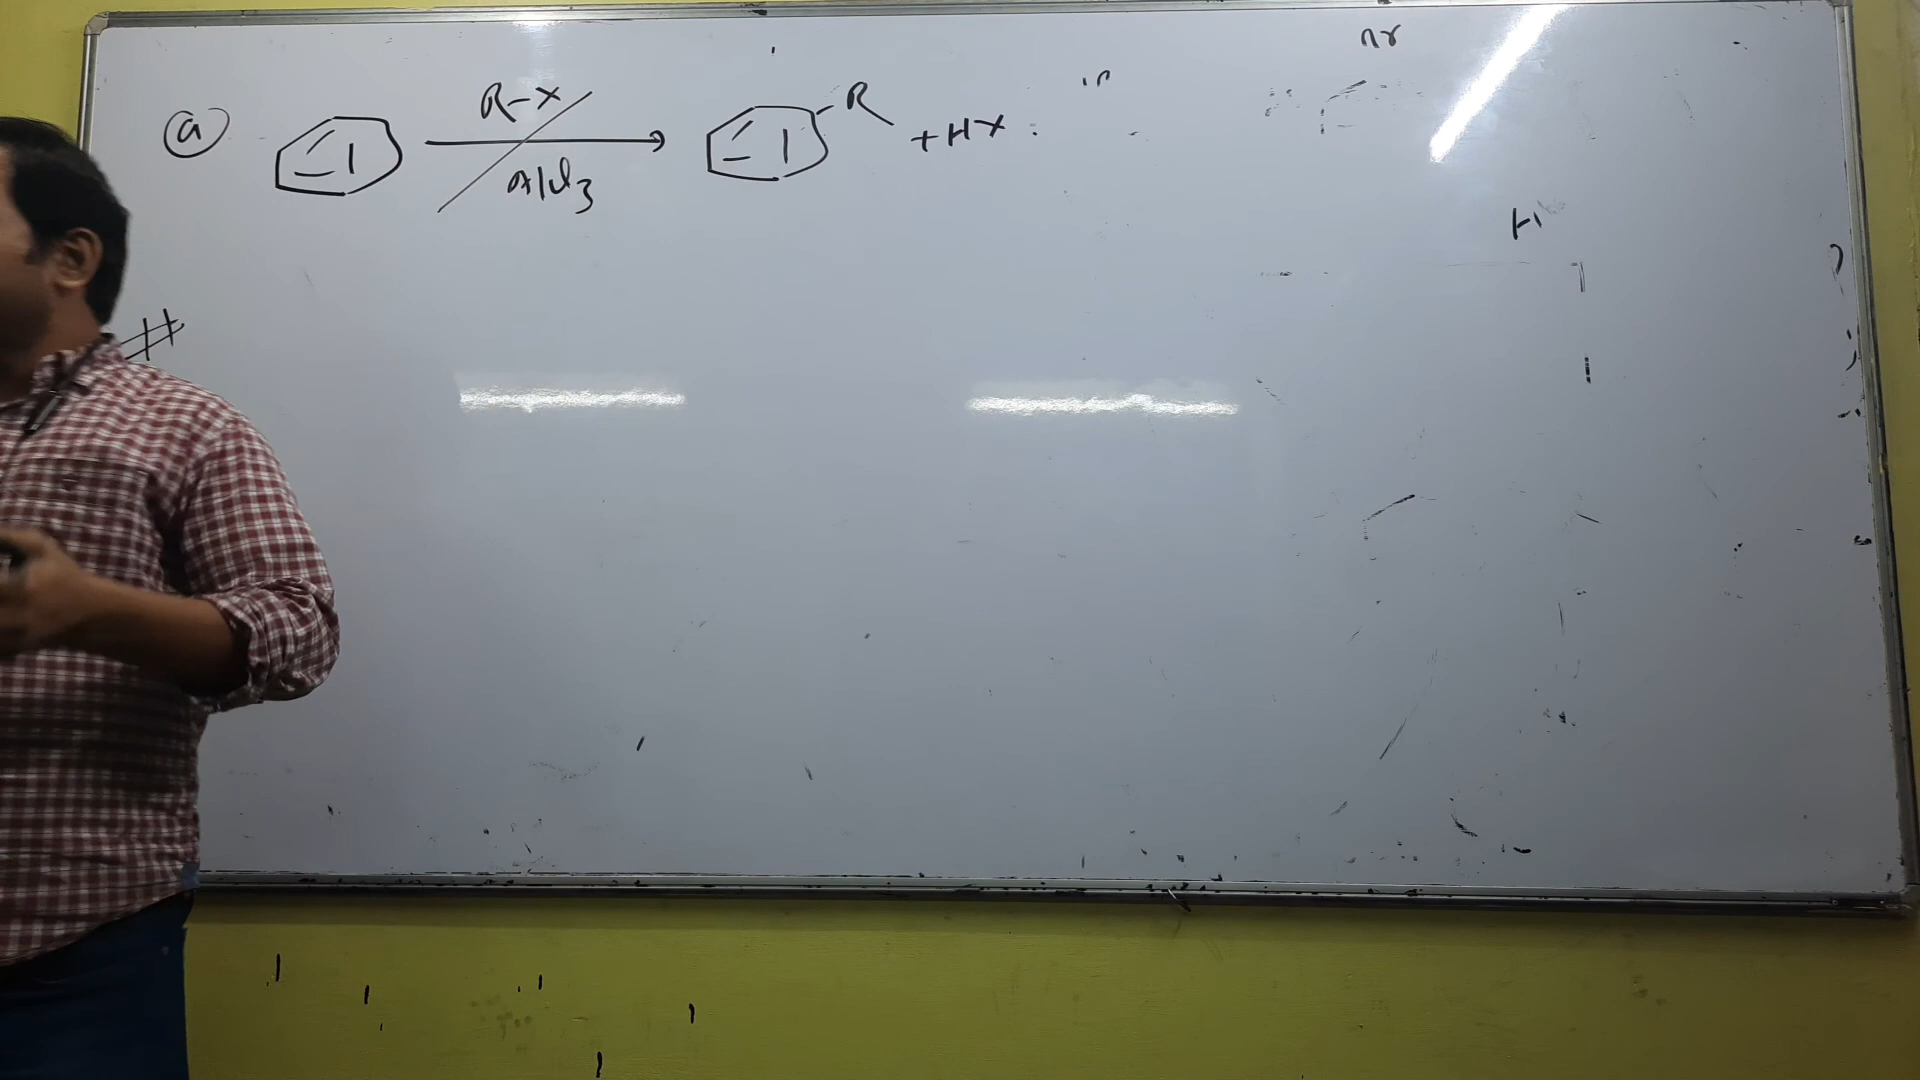 ⓐ R-X AlCl3 R + HX
#